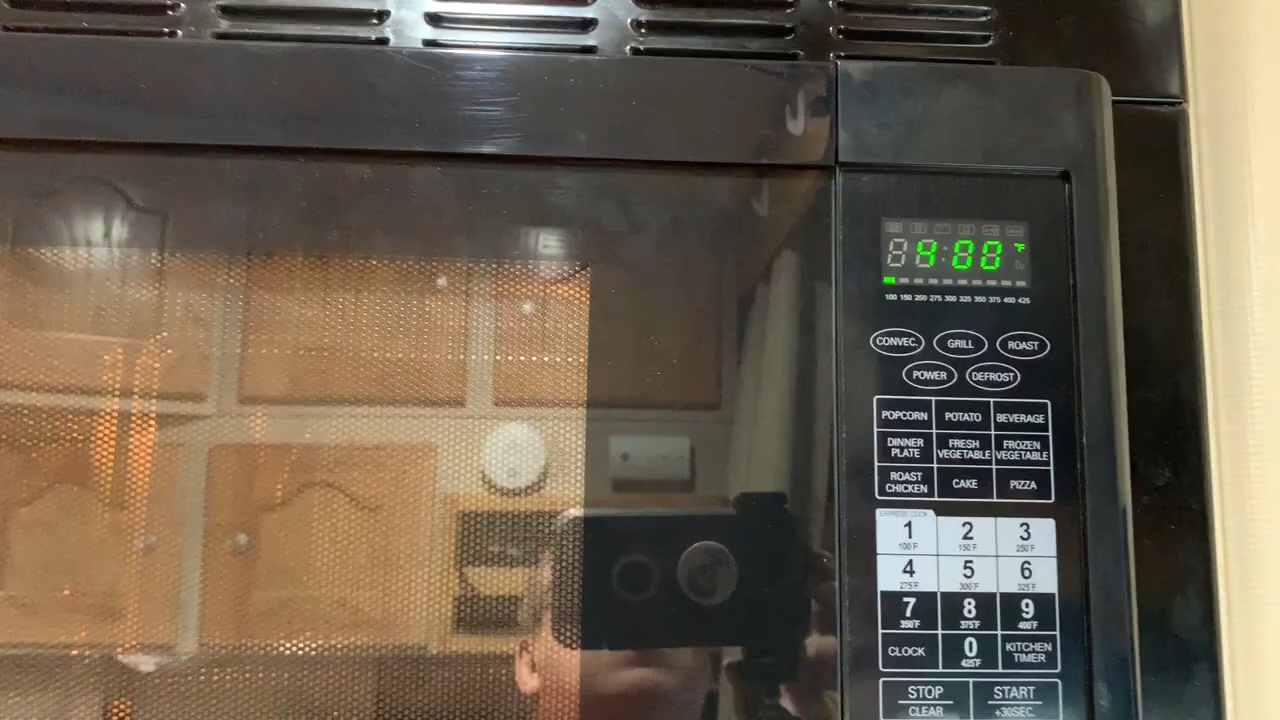 4:00 °F
100 150 250 275 300 325 350 375 400 425
CONVEC. GRILL ROAST
POWER DEFROST
POPCORN POTATO BEVERAGE
DINNER PLATE FRESH VEGETABLE FROZEN VEGETABLE
ROAST CHICKEN CAKE PIZZA
EXPRESS COOK
1 2 3
100°F 150°F 250°F
4 5 6
275°F 300°F 325°F
7 8 9
350°F 375°F 400°F
CLOCK 0 KITCHEN TIMER
425°F
STOP START
CLEAR +30SEC.